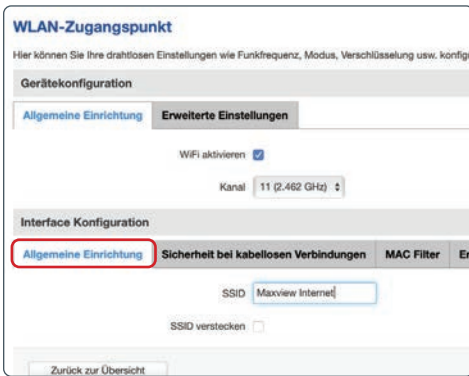 WLAN-Zugangspunkt
Hier können Sie Ihre drahtlosen Einstellungen wie Funkfrequenz, Modus, Verschlüsselung usw.
Gerätekonfiguration
Allgemeine Einrichtung Erweiterte Einstellungen
WiFi aktivieren
Kanal 11 (2.462 GHz)
Interface Konfiguration
Allgemeine Einrichtung Sicherheit bei kabellosen Verbindungen MAC Filter
SSID Maxview Internet
SSID verstecken
Zurück zur Übersicht